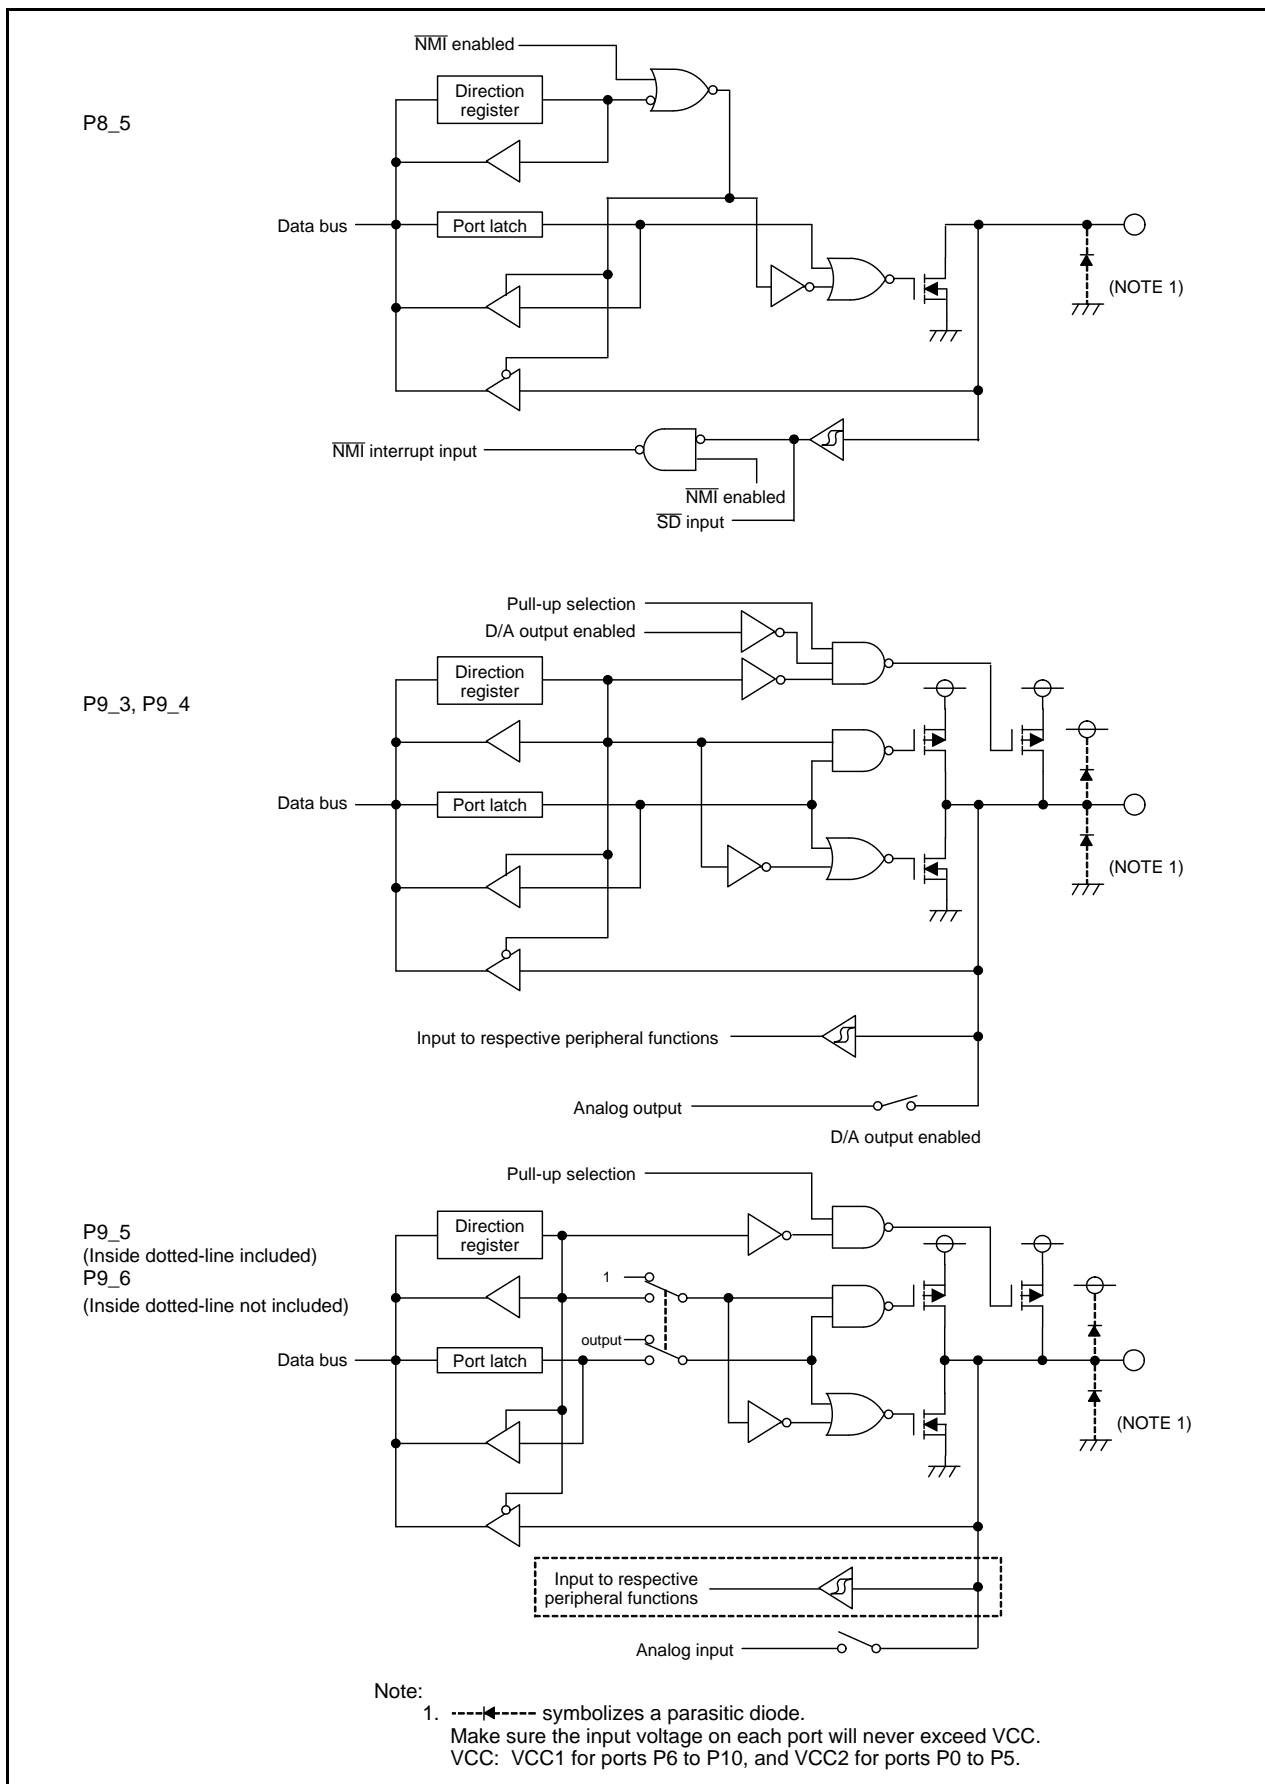 N̅M̅I̅ enabled
Direction
register
P8_5
Data bus
Port latch
(NOTE 1)
N̅M̅I̅ interrupt input
N̅M̅I̅ enabled
S̅D̅ input
Pull-up selection
D/A output enabled
Direction
register
P9_3, P9_4
Data bus
Port latch
(NOTE 1)
Input to respective peripheral functions
Analog output
D/A output enabled
Pull-up selection
P9_5
(Inside dotted-line included)
P9_6
(Inside dotted-line not included)
Direction
register
1
output
Data bus
Port latch
(NOTE 1)
Input to respective
peripheral functions
Analog input
Note:
1. symbolizes a parasitic diode.
Make sure the input voltage on each port will never exceed VCC.
VCC: VCC1 for ports P6 to P10, and VCC2 for ports P0 to P5.